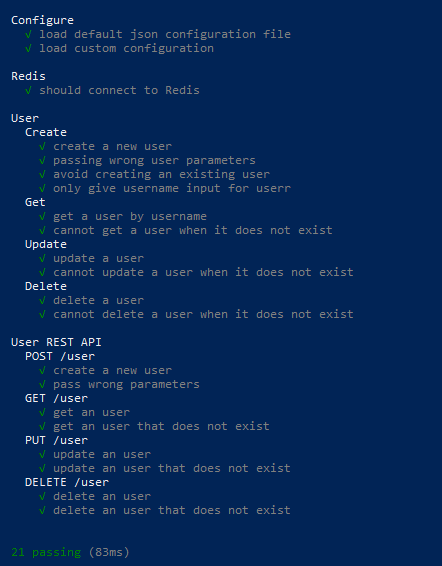 Configure
√ load default json configuration file
√ load custom configuration
Redis
√ should connect to Redis
User
Create
√ create a new user
√ passing wrong user parameters
√ avoid creating an existing user
√ only give username input for userr
Get
√ get a user by username
√ cannot get a user when it does not exist
Update
√ update a user
√ cannot update a user when it does not exist
Delete
√ delete a user
√ cannot delete a user when it does not exist
User REST API
POST /user
√ create a new user
√ pass wrong parameters
GET /user
√ get an user
√ get an user that does not exist
PUT /user
√ update an user
√ update an user that does not exist
DELETE /user
√ delete an user
√ delete an user that does not exist
21 passing (83ms)